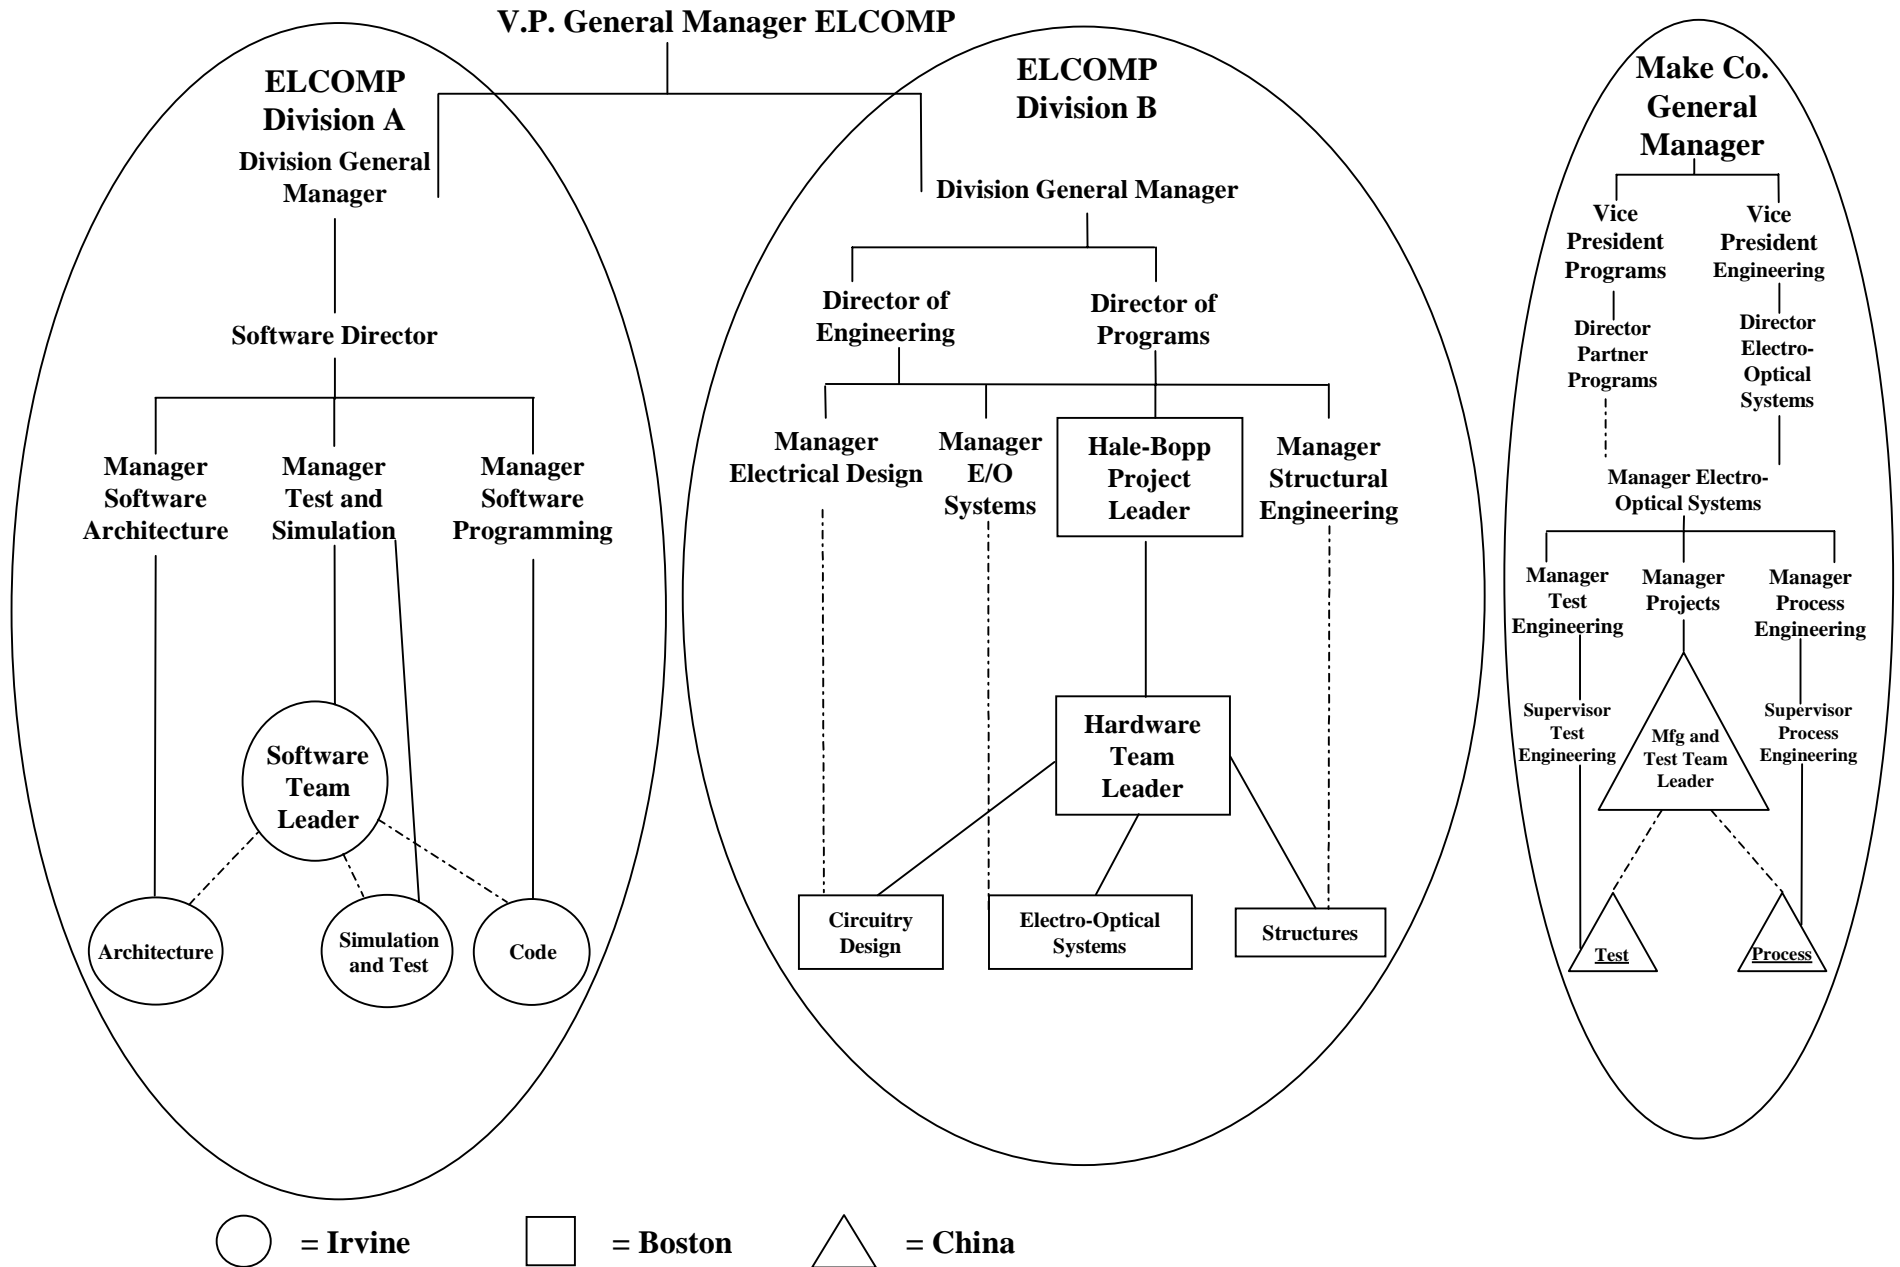 V.P. General Manager ELCOMP
ELCOMP
Division A
Division General
Manager
Software Director
Manager
Software
Architecture
Manager
Test and
Simulation
Manager
Software
Programming
Software
Team
Leader
Architecture
Simulation
and Test
Code
ELCOMP
Division B
Division General Manager
Director of
Engineering
Director of
Programs
Manager
Electrical Design
Manager
E/O
Systems
Hale-Bopp
Project
Leader
Manager
Structural
Engineering
Hardware
Team
Leader
Circuitry
Design
Electro-Optical
Systems
Structures
Make Co.
General
Manager
Vice
President
Programs
Vice
President
Engineering
Director
Partner
Programs
Director
Electro-
Optical
Systems
Manager Electro-
Optical Systems
Manager
Test
Engineering
Manager
Projects
Manager
Process
Engineering
Supervisor
Test
Engineering
Mfg and
Test Team
Leader
Supervisor
Process
Engineering
Test
Process
= Irvine
= Boston
= China